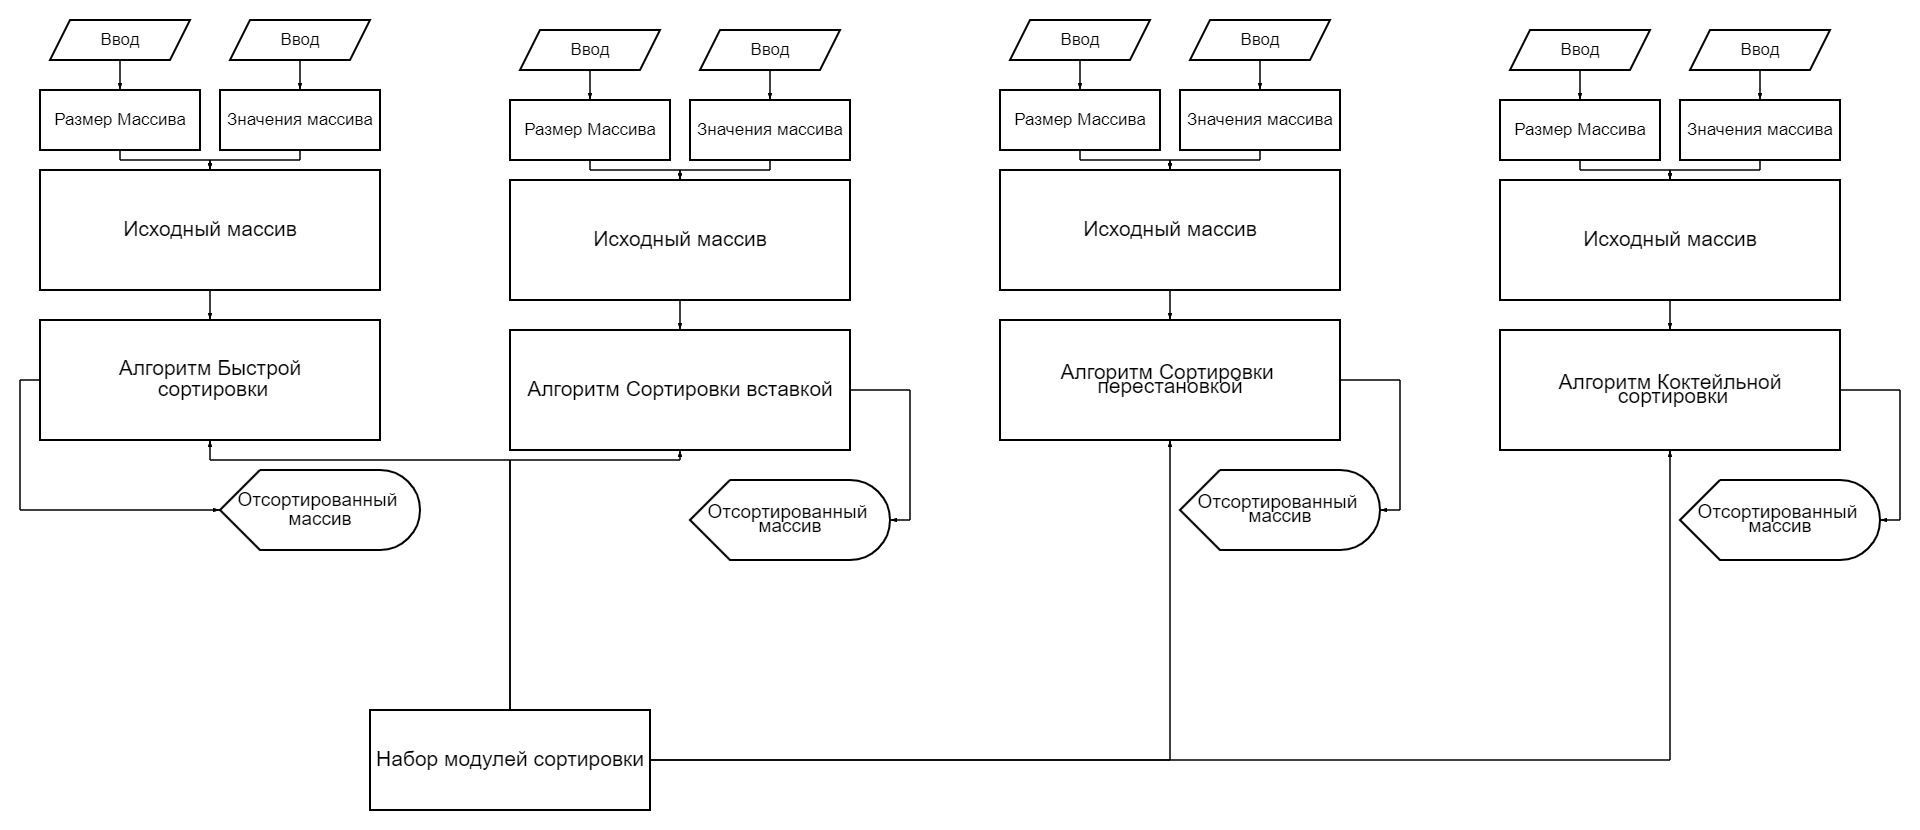 Ввод
Ввод
Размер Массива
Значения массива
Исходный массив
Алгоритм Быстрой
сортировки
Отсортированный
массив
Ввод
Ввод
Размер Массива
Значения массива
Исходный массив
Алгоритм Сортировки вставкой
Отсортированный
массив
Ввод
Ввод
Размер Массива
Значения массива
Исходный массив
Алгоритм Сортировки
перестановкой
Отсортированный
массив
Ввод
Ввод
Размер Массива
Значения массива
Исходный массив
Алгоритм Коктейльной
сортировки
Отсортированный
массив
Набор модулей сортировки